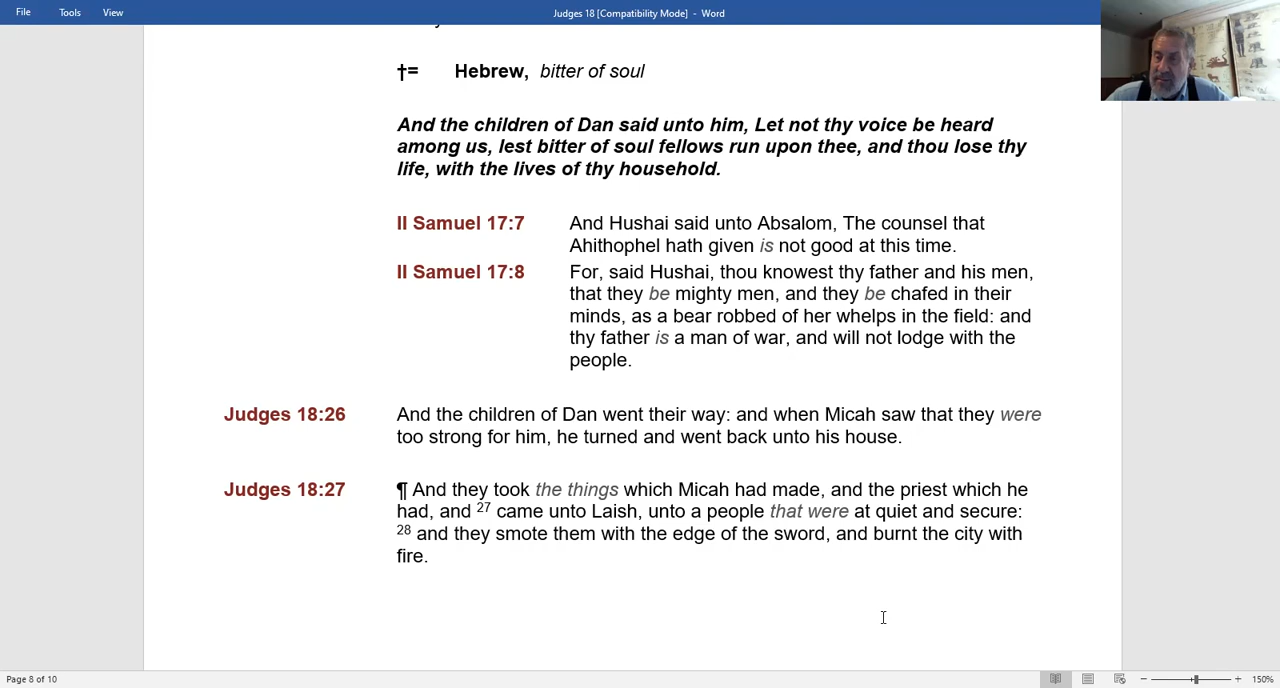 File Tools View Judges 18 [Compatibility Mode] - Word
†= Hebrew, bitter of soul
And the children of Dan said unto him, Let not thy voice be heard
among us, lest bitter of soul fellows run upon thee, and thou lose thy
life, with the lives of thy household.
II Samuel 17:7 And Hushai said unto Absalom, The counsel that
Ahithophel hath given is not good at this time.
II Samuel 17:8 For, said Hushai, thou knowest thy father and his men,
that they be mighty men, and they be chafed in their
minds, as a bear robbed of her whelps in the field: and
thy father is a man of war, and will not lodge with the
people.
Judges 18:26 And the children of Dan went their way: and when Micah saw that they were
too strong for him, he turned and went back unto his house.
Judges 18:27 ¶ And they took the things which Micah had made, and the priest which he
had, and 27 came unto Laish, unto a people that were at quiet and secure:
28 and they smote them with the edge of the sword, and burnt the city with
fire.
Page 8 of 10 150%